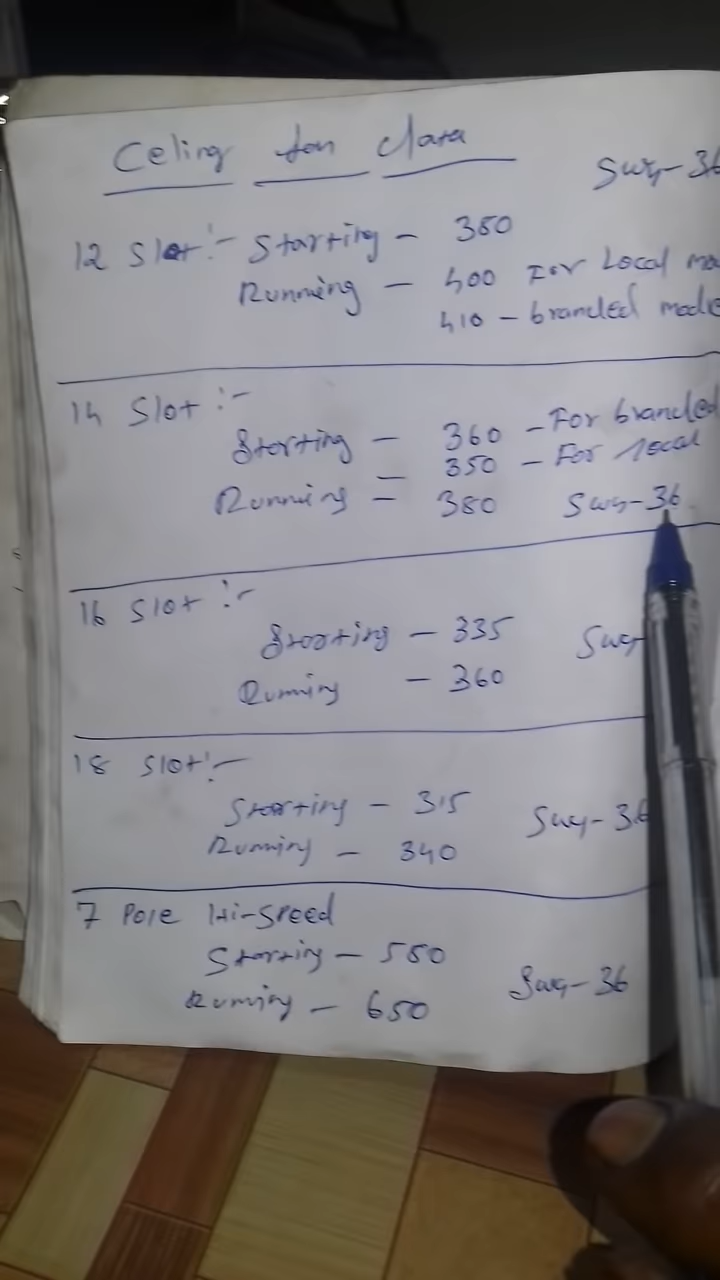 Celing fan data
Swg-36
12 Slot:- Starting - 380
Running - 400 For Local
410 - branded
14 Slot:-
Starting - 360 - For branded
350 - For local
Running = 380 Swg-36
16 Slot:-
Starting - 335 Swg-
Running - 360
18 Slot:-
Starting - 315 Swg-36
Running - 340
7 Pole Hi-Speed
Starting - 580
Running - 650 Swg-36